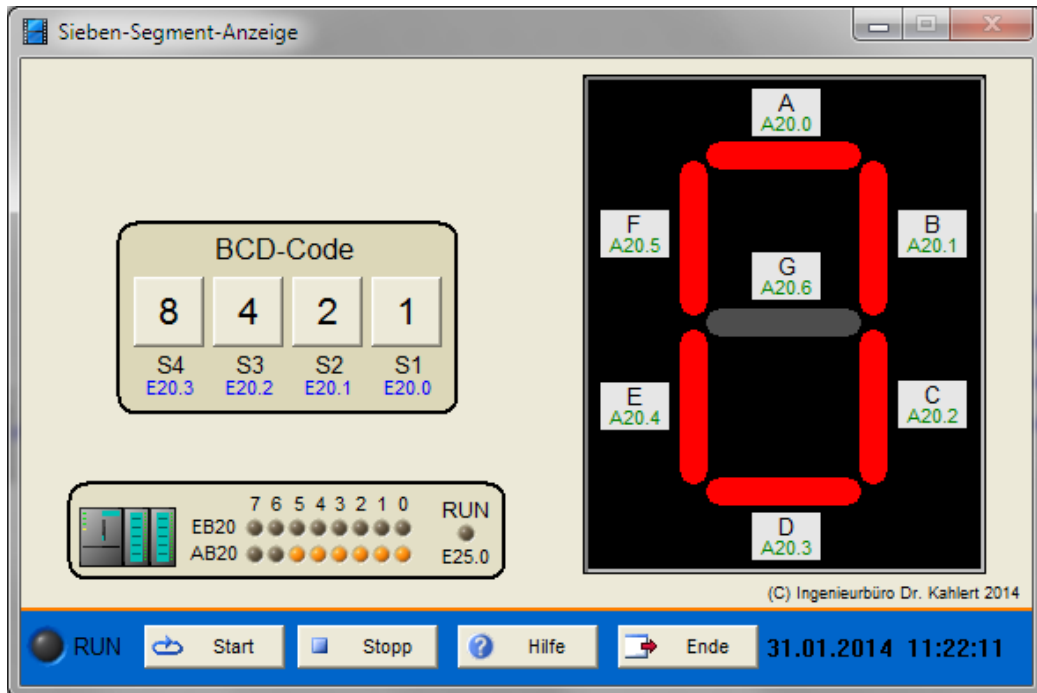 Sieben-Segment-Anzeige
A
A20.0
F
A20.5
B
A20.1
G
A20.6
BCD-Code
8 4 2 1
S4 S3 S2 S1
E20.3 E20.2 E20.1 E20.0
E
A20.4
C
A20.2
D
A20.3
7 6 5 4 3 2 1 0 RUN
EB20
AB20 E25.0
(C) Ingenieurbüro Dr. Kahlert 2014
RUN Start Stopp Hilfe Ende 31.01.2014 11:22:11